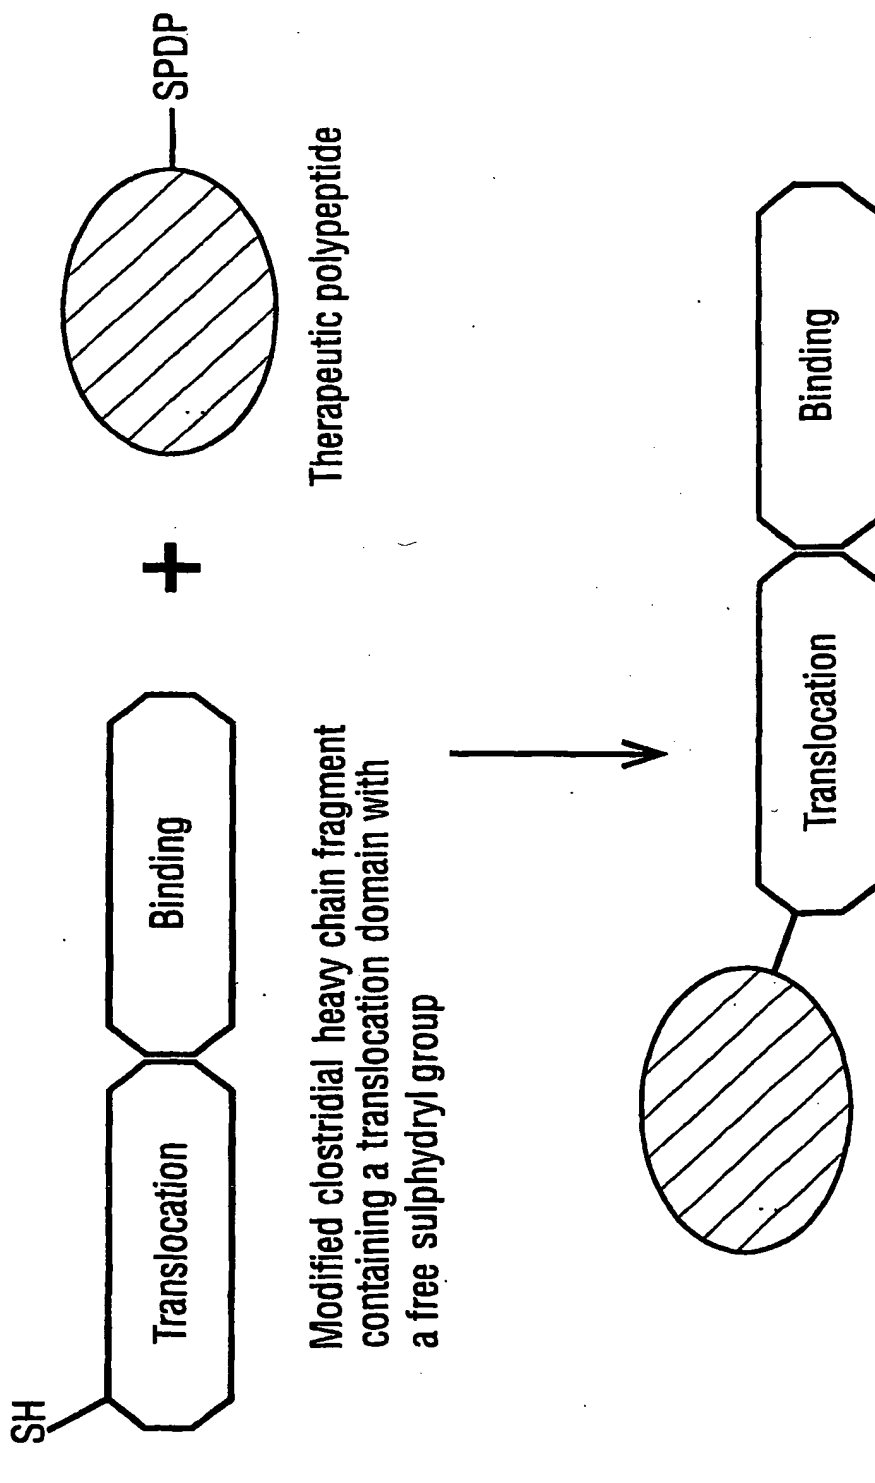 SH
Translocation
Binding
+
SPDP
Modified clostridial heavy chain fragment
containing a translocation domain with
a free sulphydryl group
Therapeutic polypeptide
Translocation
Binding